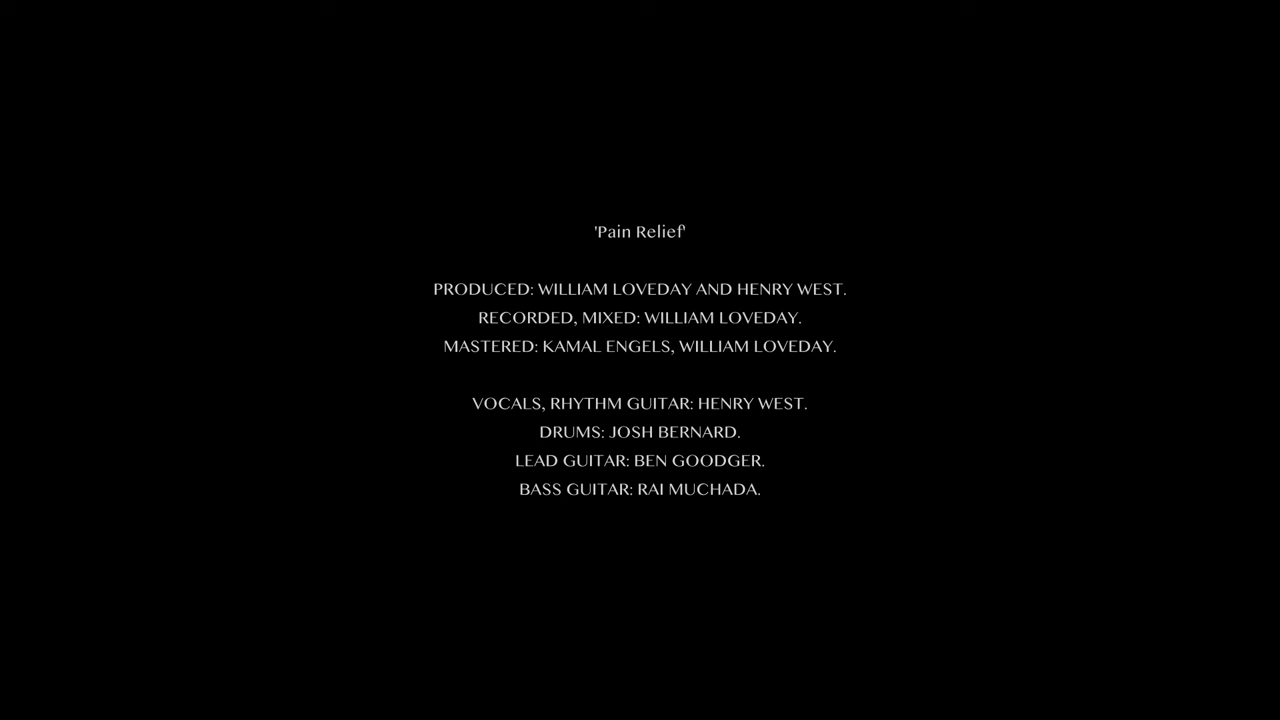 'Pain Relief'
PRODUCED: WILLIAM LOVEDAY AND HENRY WEST.
RECORDED, MIXED: WILLIAM LOVEDAY.
MASTERED: KAMAL ENGELS, WILLIAM LOVEDAY.
VOCALS, RHYTHM GUITAR: HENRY WEST.
DRUMS: JOSH BERNARD.
LEAD GUITAR: BEN GOODGER.
BASS GUITAR: RAI MUCHADA.